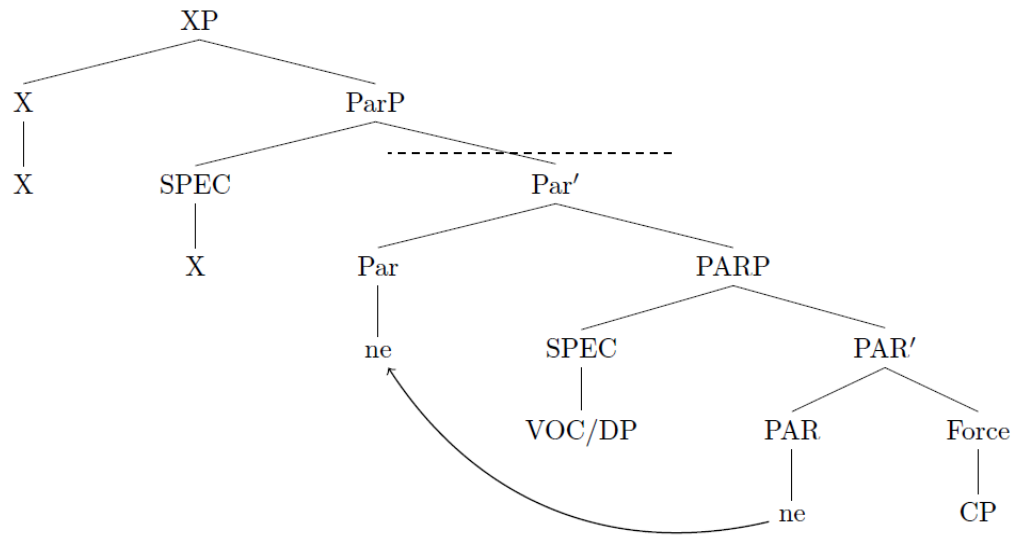 XP
X ParP
X SPEC Par′
X Par PARP
ne SPEC PAR′
VOC/DP PAR Force
ne CP